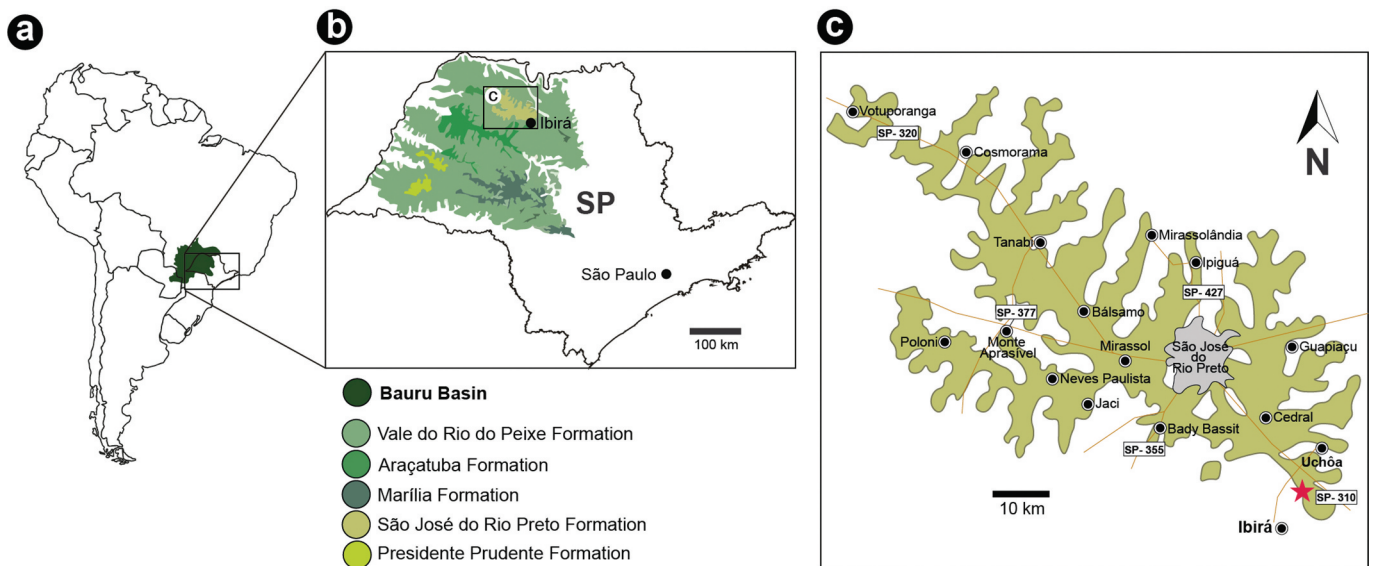 a
b
c
Ibirá
SP
São Paulo
100 km
Bauru Basin
Vale do Rio do Peixe Formation
Araçatuba Formation
Marília Formation
São José do Rio Preto Formation
Presidente Prudente Formation
c
N
Votuporanga
SP- 320
Cosmorama
Tanabi
Mirassolândia
Ipiguá
SP- 427
SP- 377
Bálsamo
Poloni
Monte
Aprasível
Mirassol
São José
do
Rio Preto
Guapiaçu
Neves Paulista
Jaci
Cedral
Bady Bassit
SP- 355
Uchôa
10 km
SP- 310
Ibirá